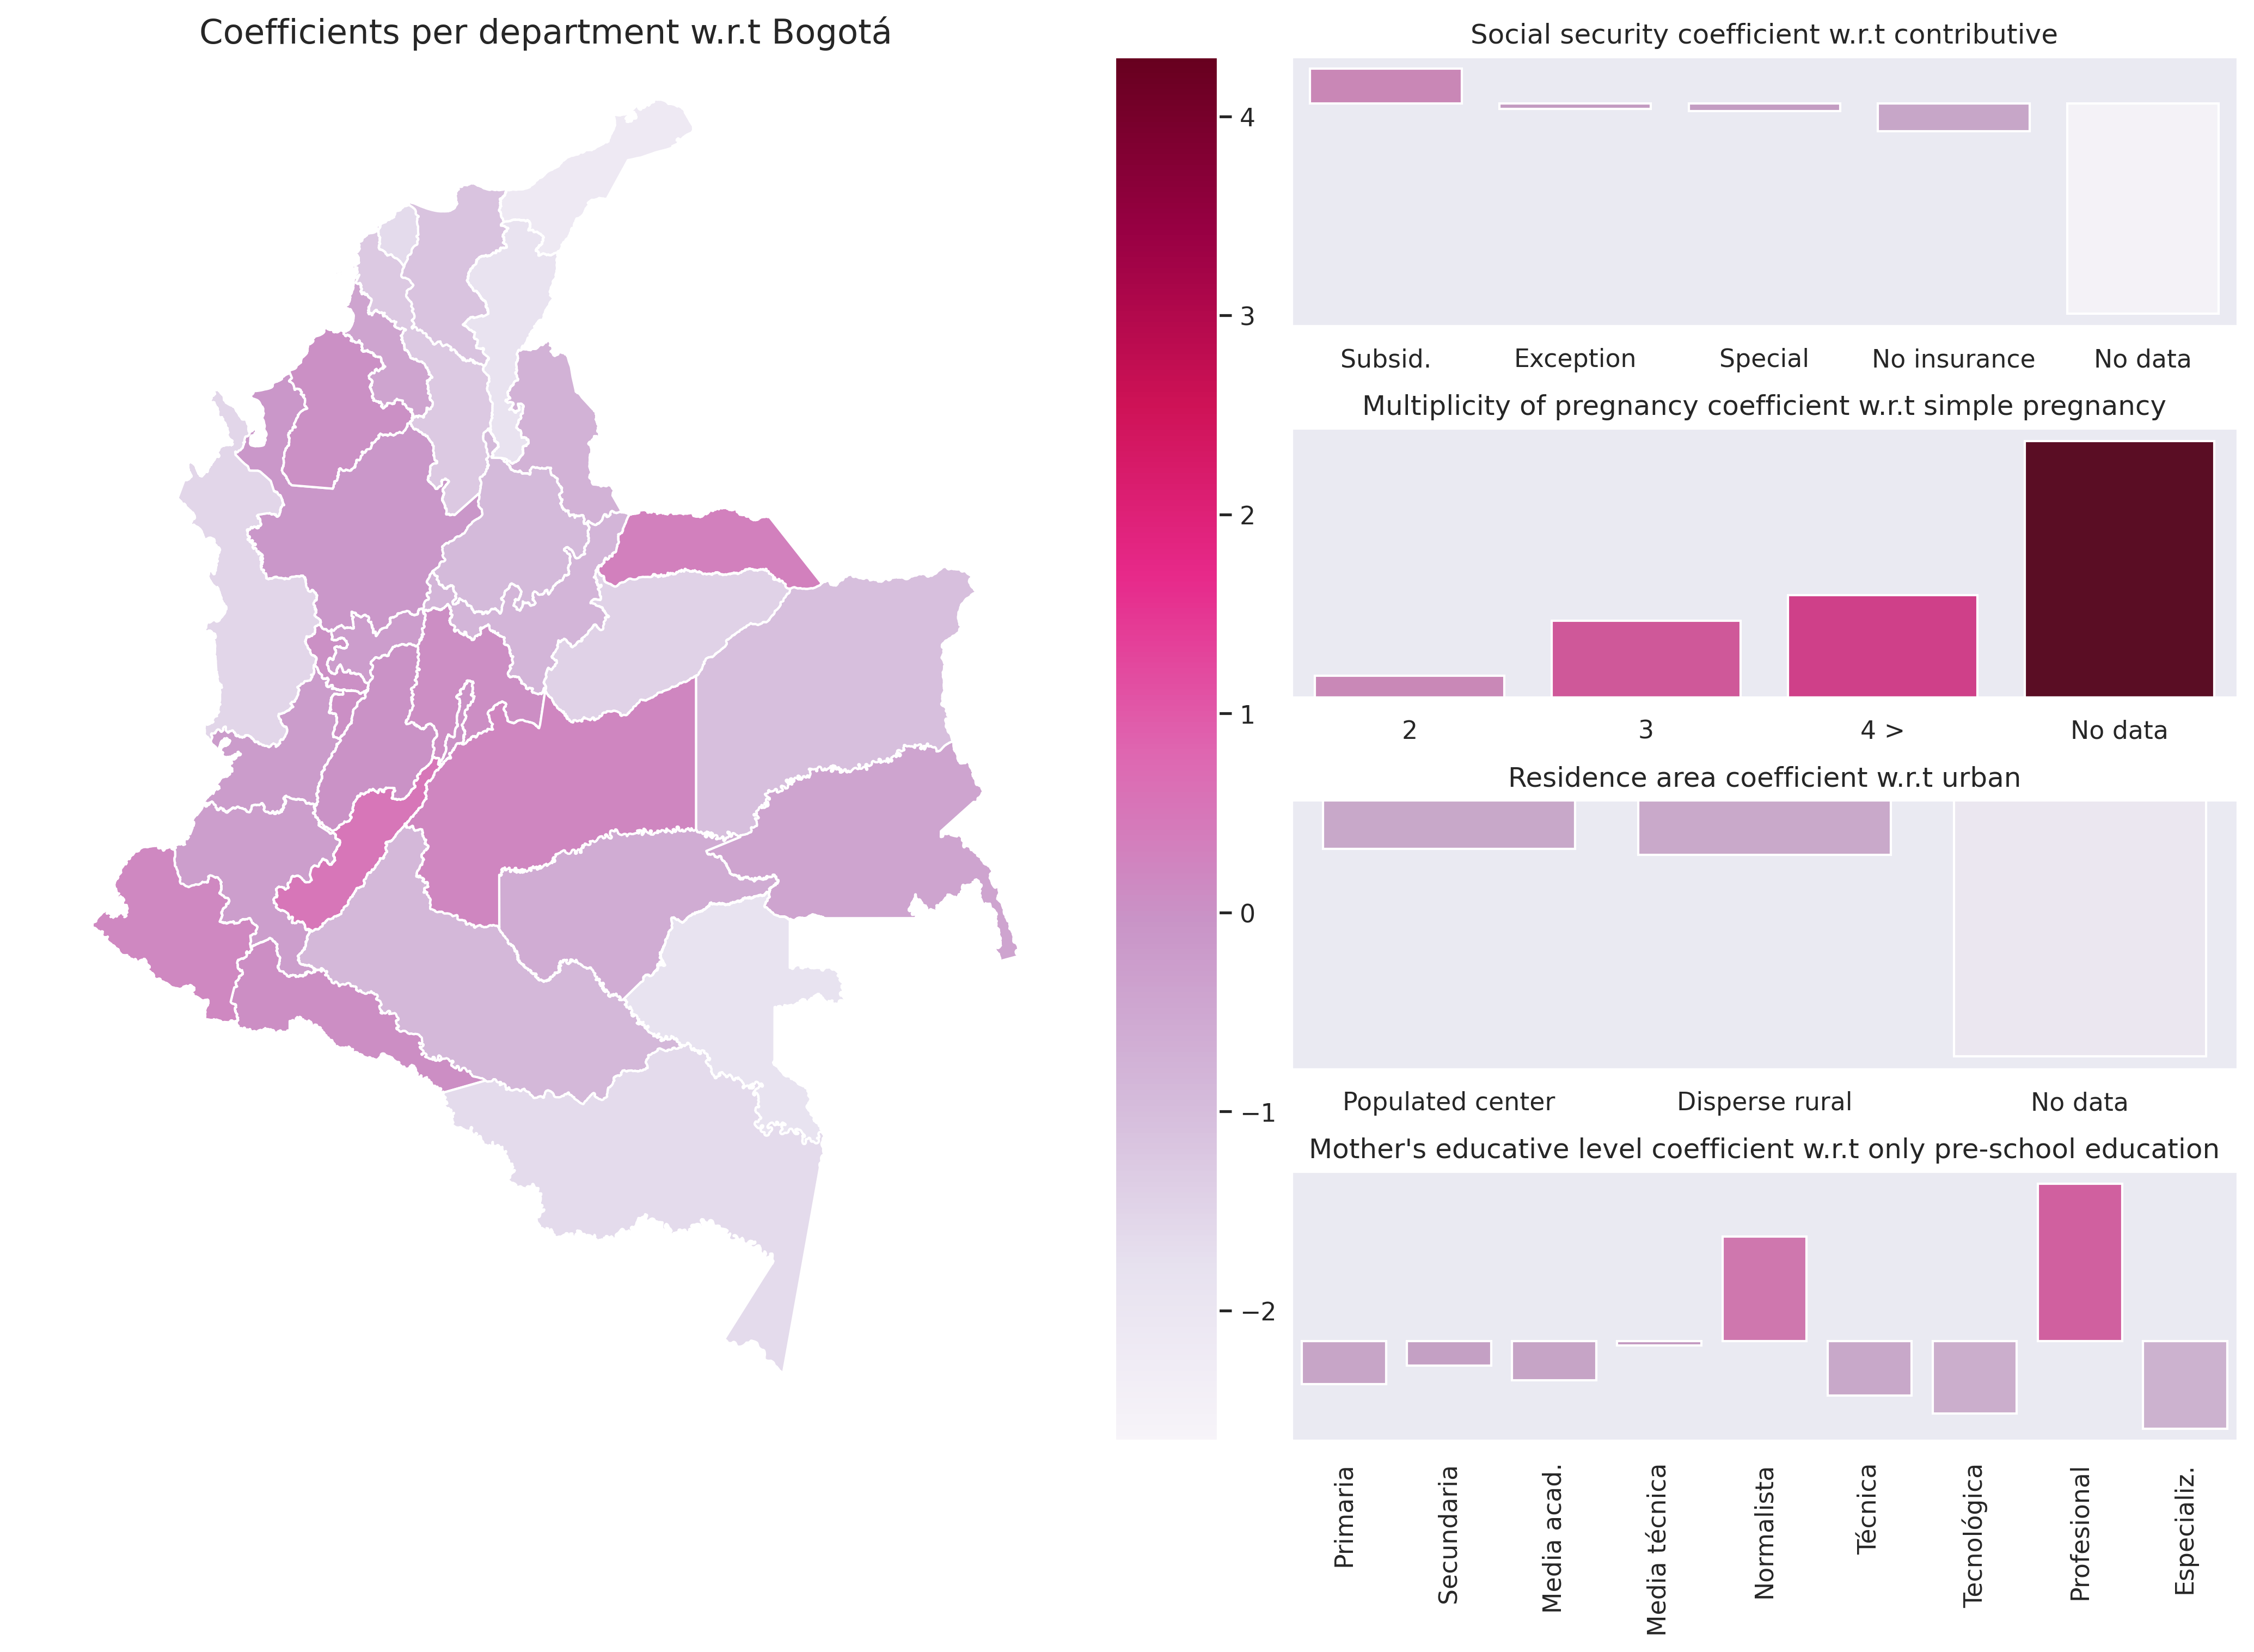 Coefficients per department w.r.t Bogotá
4
3
2
1
0
−1
−2
Social security coefficient w.r.t contributive
Subsid. Exception Special No insurance No data
Multiplicity of pregnancy coefficient w.r.t simple pregnancy
2 3 4 > No data
Residence area coefficient w.r.t urban
Populated center Disperse rural No data
Mother's educative level coefficient w.r.t only pre-school education
Primaria
Secundaria
Media acad.
Media técnica
Normalista
Técnica
Tecnológica
Profesional
Especializ.